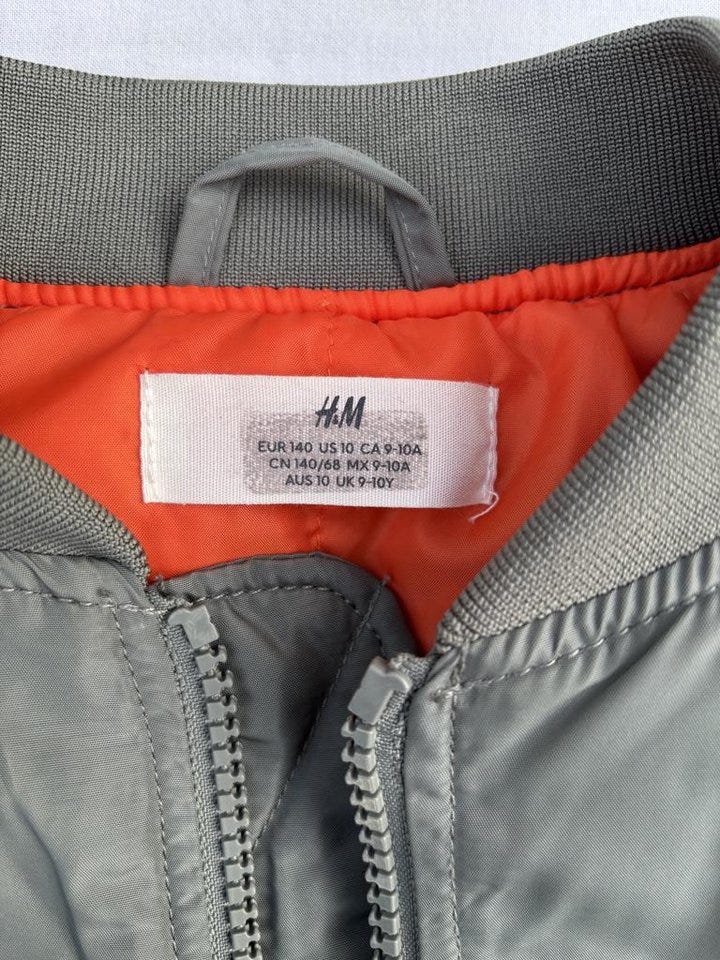 H&M
EUR 140 US 10 CA 9-10A
CN 140/68 MX 9-10A
AUS 10 UK 9-10Y